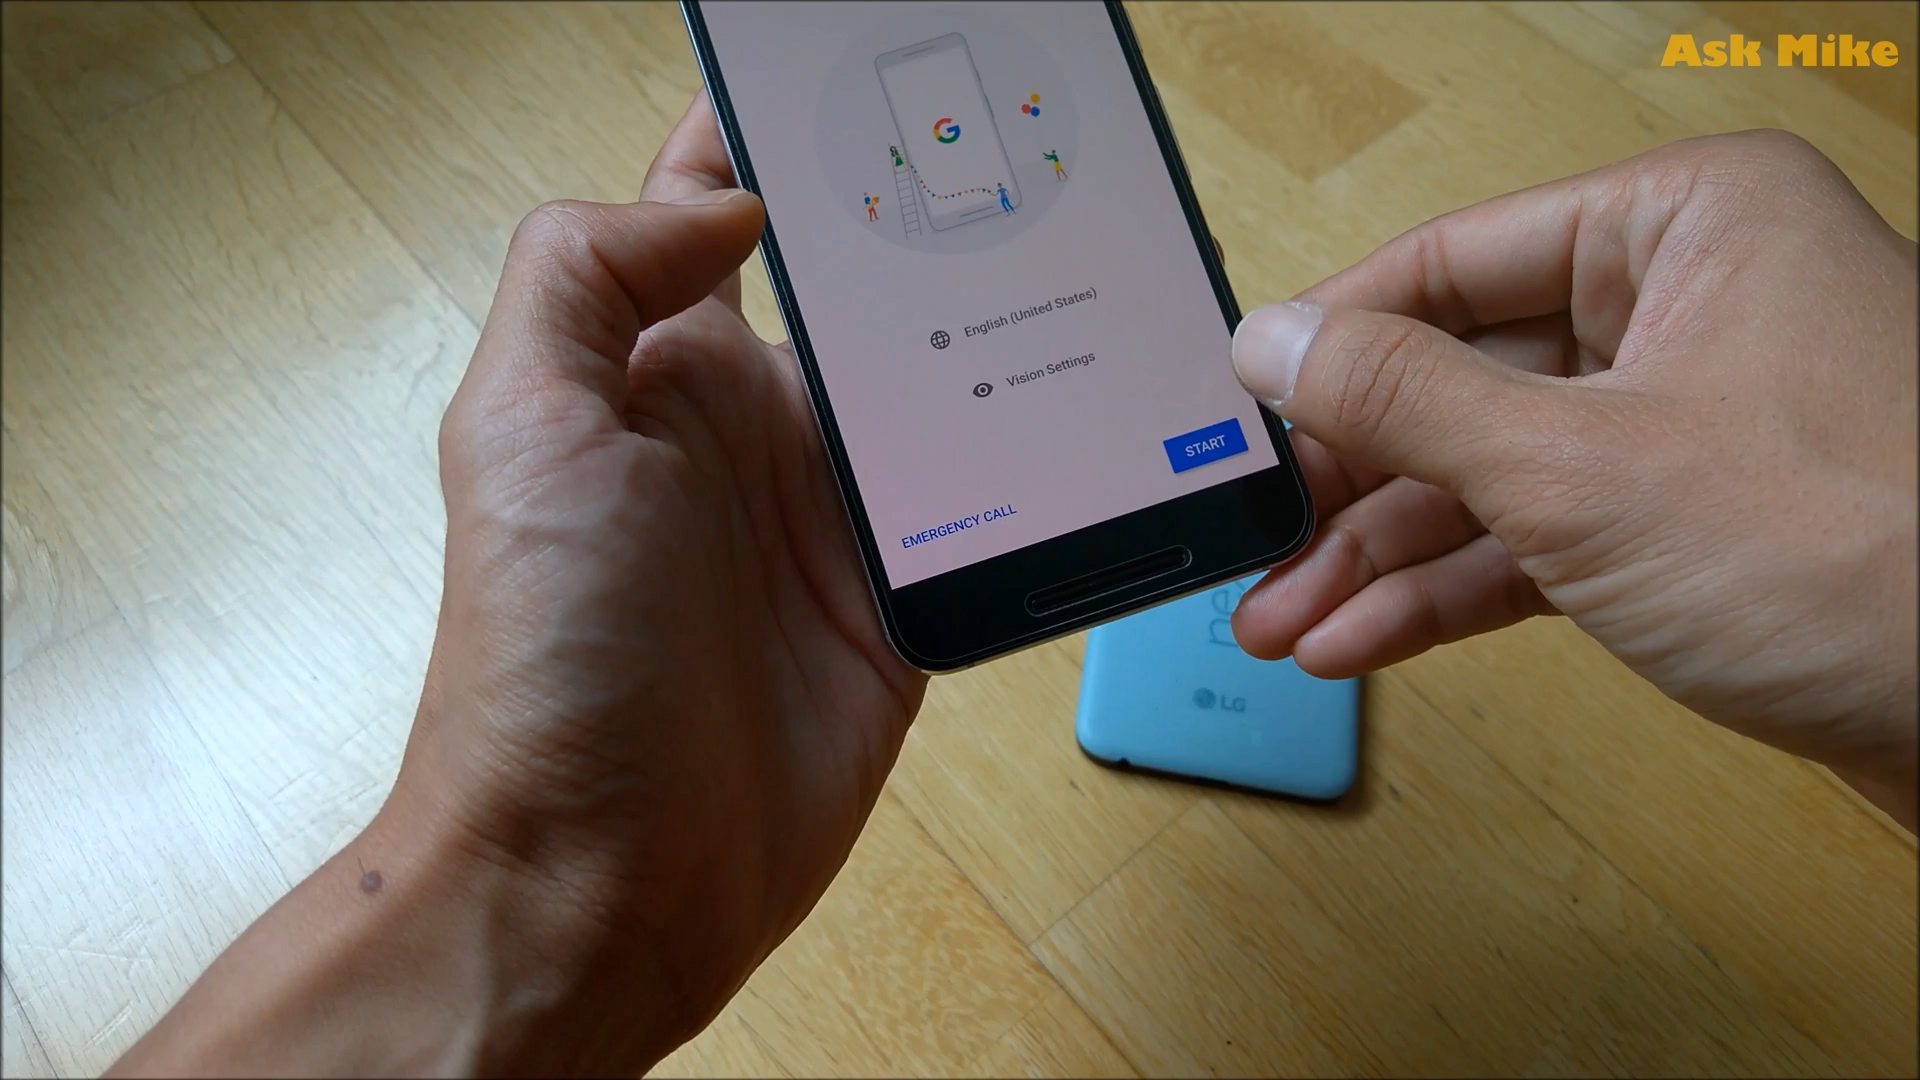 Ask Mike
G
English (United States)
Vision Settings
START
EMERGENCY CALL
LG